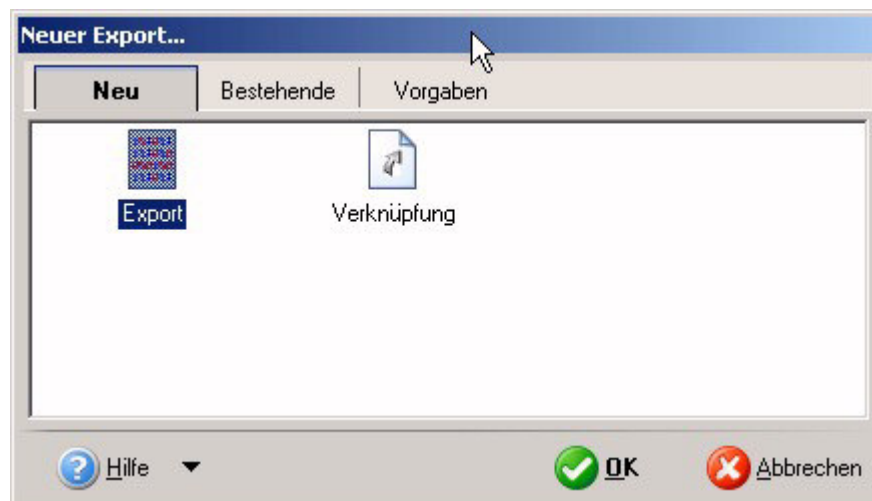 Neuer Export...
Neu Bestehende Vorgaben
Export Verknüpfung
Hilfe OK Abbrechen